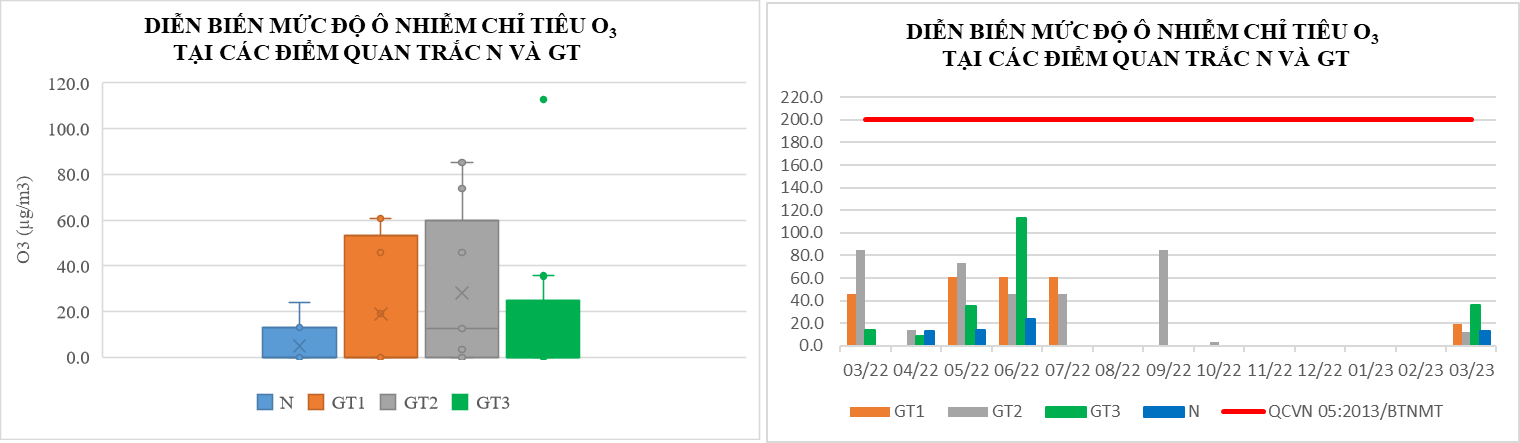 DIỄN BIẾN MỨC ĐỘ Ô NHIỄM CHỈ TIÊU O₃
TẠI CÁC ĐIỂM QUAN TRẮC N VÀ GT
120.0
100.0
80.0
60.0
40.0
20.0
0.0
O3 (µg/m3)
N GT1 GT2 GT3
DIỄN BIẾN MỨC ĐỘ Ô NHIỄM CHỈ TIÊU O₃
TẠI CÁC ĐIỂM QUAN TRẮC N VÀ GT
220.0
200.0
180.0
160.0
140.0
120.0
100.0
80.0
60.0
40.0
20.0
0.0
03/22 04/22 05/22 06/22 07/22 08/22 09/22 10/22 11/22 12/22 01/23 02/23 03/23
GT1 GT2 GT3 N QCVN 05:2013/BTNMT